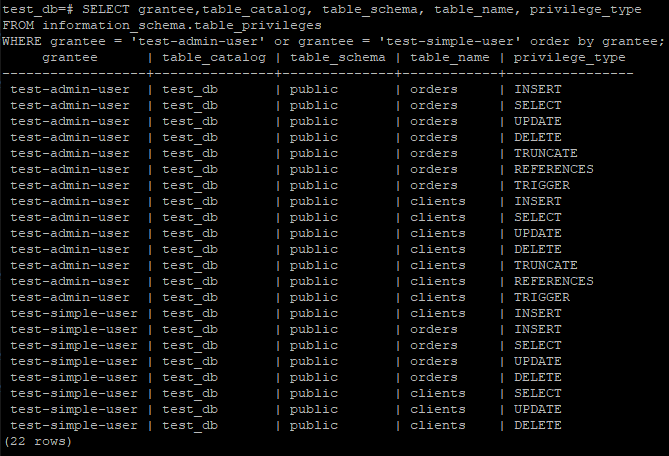 test_db=# SELECT grantee,table_catalog, table_schema, table_name, privilege_type
FROM information_schema.table_privileges
WHERE grantee = 'test-admin-user' or grantee = 'test-simple-user' order by grantee;
     grantee      | table_catalog | table_schema | table_name | privilege_type
------------------+---------------+--------------+------------+----------------
 test-admin-user  | test_db       | public       | orders     | INSERT
 test-admin-user  | test_db       | public       | orders     | SELECT
 test-admin-user  | test_db       | public       | orders     | UPDATE
 test-admin-user  | test_db       | public       | orders     | DELETE
 test-admin-user  | test_db       | public       | orders     | TRUNCATE
 test-admin-user  | test_db       | public       | orders     | REFERENCES
 test-admin-user  | test_db       | public       | orders     | TRIGGER
 test-admin-user  | test_db       | public       | clients    | INSERT
 test-admin-user  | test_db       | public       | clients    | SELECT
 test-admin-user  | test_db       | public       | clients    | UPDATE
 test-admin-user  | test_db       | public       | clients    | DELETE
 test-admin-user  | test_db       | public       | clients    | TRUNCATE
 test-admin-user  | test_db       | public       | clients    | REFERENCES
 test-admin-user  | test_db       | public       | clients    | TRIGGER
 test-simple-user | test_db       | public       | clients    | INSERT
 test-simple-user | test_db       | public       | orders     | INSERT
 test-simple-user | test_db       | public       | orders     | SELECT
 test-simple-user | test_db       | public       | orders     | UPDATE
 test-simple-user | test_db       | public       | orders     | DELETE
 test-simple-user | test_db       | public       | clients    | SELECT
 test-simple-user | test_db       | public       | clients    | UPDATE
 test-simple-user | test_db       | public       | clients    | DELETE
(22 rows)